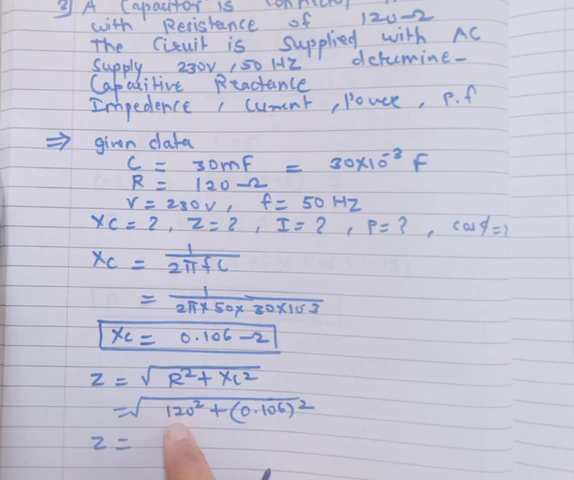 3) A Capacitor is
with Resistance of 120-Ω
The Circuit is Supplied with AC
Supply 230V, 50 HZ determine-
Capacitive Reactance
Impedence, Current, Power, P.f
⇒ given data
C = 30mF = 30×10⁻³ F
R = 120-Ω
V = 230V, f = 50 HZ
XC = ?, Z = ?, I = ?, P = ?, cosφ = ?
XC = 1/2πfC
= 1/2π×50×30×10⁻³
XC = 0.106-Ω
Z = √R²+XC²
= √120²+(0.106)²
Z =